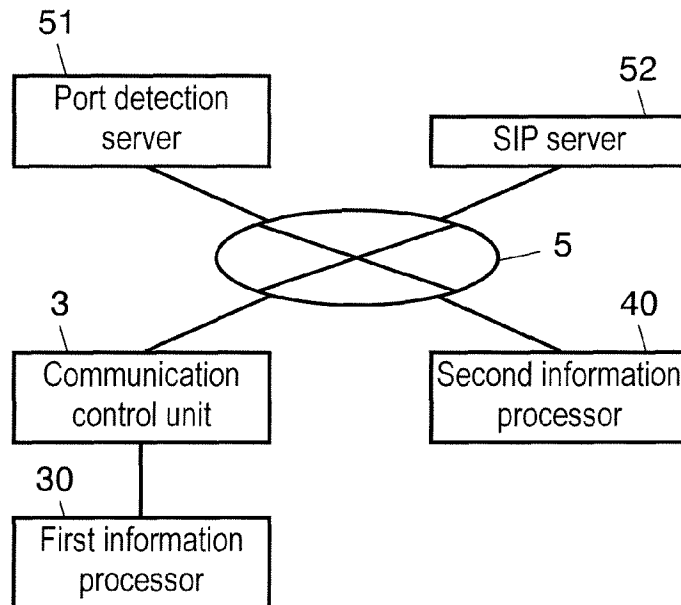 51
Port detection
server
52
SIP server
5
3
Communication
control unit
40
Second information
processor
30
First information
processor